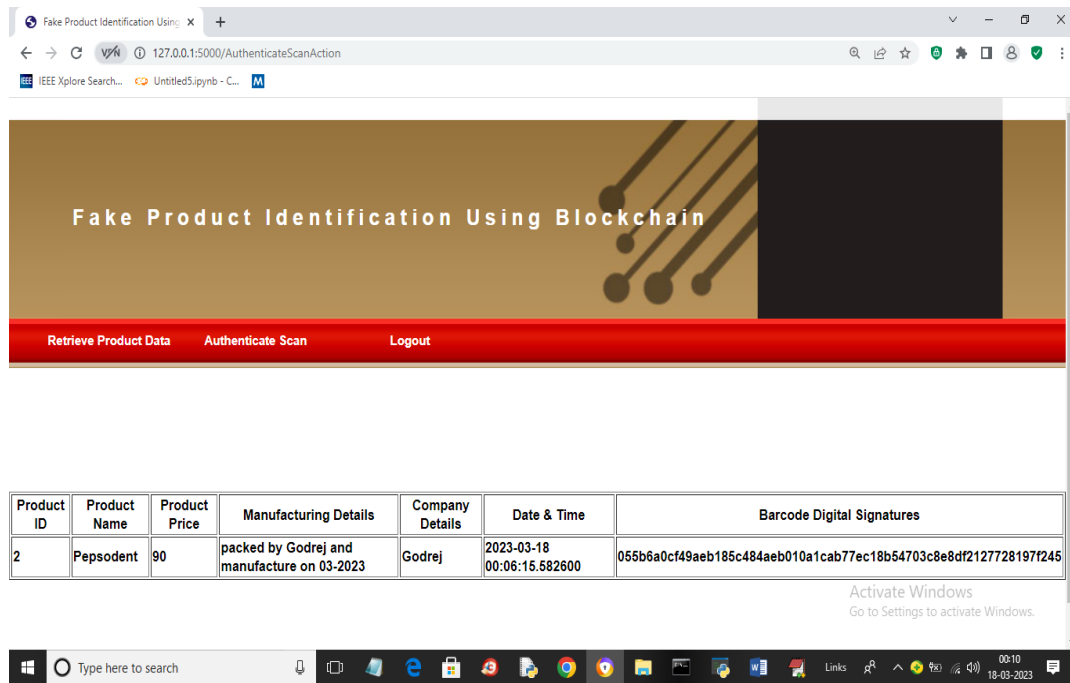 Fake Product Identification Using
127.0.0.1:5000/AuthenticateScanAction
IEEE IEEE Xplore Search... Untitled5.ipynb - C... M
Fake Product Identification Using Blockchain
Retrieve Product Data Authenticate Scan Logout
Product ID Product Name Product Price Manufacturing Details Company Details Date & Time Barcode Digital Signatures
2 Pepsodent 90 packed by Godrej and manufacture on 03-2023 Godrej 2023-03-18 00:06:15.582600 055b6a0cf49aeb185c484aeb010a1cab77ec18b54703c8e8df2127728197f245
Activate Windows
Go to Settings to activate Windows.
Type here to search Links 00:10
18-03-2023